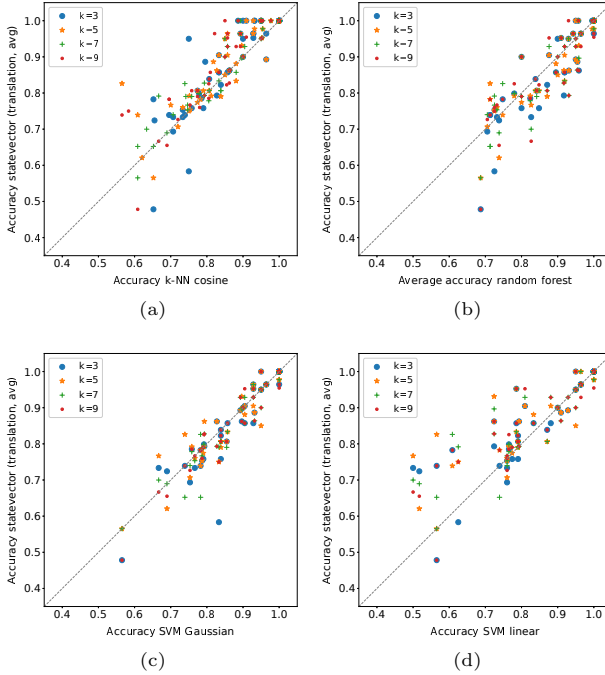 Accuracy statevector (translation, avg)
k=3
k=5
k=7
k=9
1.0
0.9
0.8
0.7
0.6
0.5
0.4
0.4 0.5 0.6 0.7 0.8 0.9 1.0
Accuracy k-NN cosine
(a)
Accuracy statevector (translation, avg)
k=3
k=5
k=7
k=9
1.0
0.9
0.8
0.7
0.6
0.5
0.4
0.4 0.5 0.6 0.7 0.8 0.9 1.0
Average accuracy random forest
(b)
Accuracy statevector (translation, avg)
k=3
k=5
k=7
k=9
1.0
0.9
0.8
0.7
0.6
0.5
0.4
0.4 0.5 0.6 0.7 0.8 0.9 1.0
Accuracy SVM Gaussian
(c)
Accuracy statevector (translation, avg)
k=3
k=5
k=7
k=9
1.0
0.9
0.8
0.7
0.6
0.5
0.4
0.4 0.5 0.6 0.7 0.8 0.9 1.0
Accuracy SVM linear
(d)